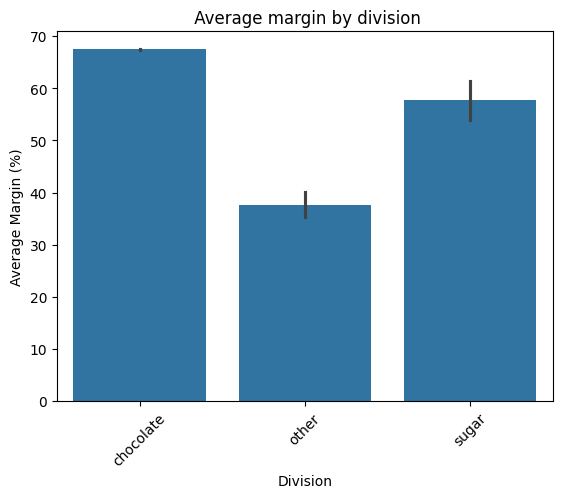 Average margin by division
Average Margin (%)
70
60
50
40
30
20
10
0
chocolate
other
sugar
Division